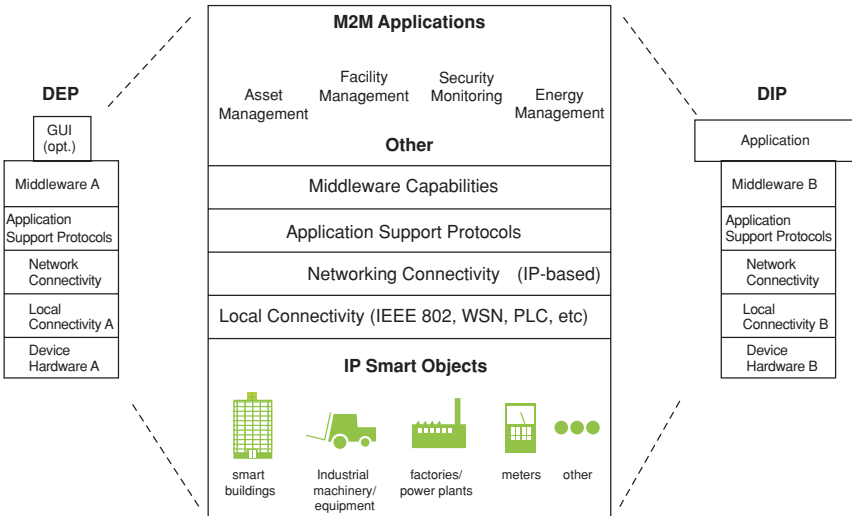 DEP
GUI
(opt.)
Middleware A
Application
Support Protocols
Network
Connectivity
Local
Connectivity A
Device
Hardware A
M2M Applications
Asset
Management
Facility
Management
Security
Monitoring
Energy
Management
Other
Middleware Capabilities
Application Support Protocols
Networking Connectivity (IP-based)
Local Connectivity (IEEE 802, WSN, PLC, etc)
IP Smart Objects
smart
buildings
Industrial
machinery/
equipment
factories/
power plants
meters
other
DIP
Application
Middleware B
Application
Support Protocols
Network
Connectivity
Local
Connectivity B
Device
Hardware B